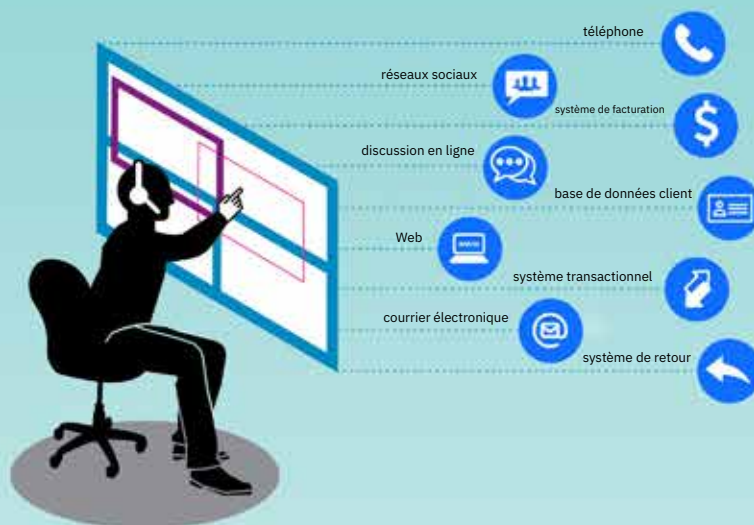 téléphone
réseaux sociaux
système de facturation
discussion en ligne
base de données client
Web
système transactionnel
courrier électronique
système de retour